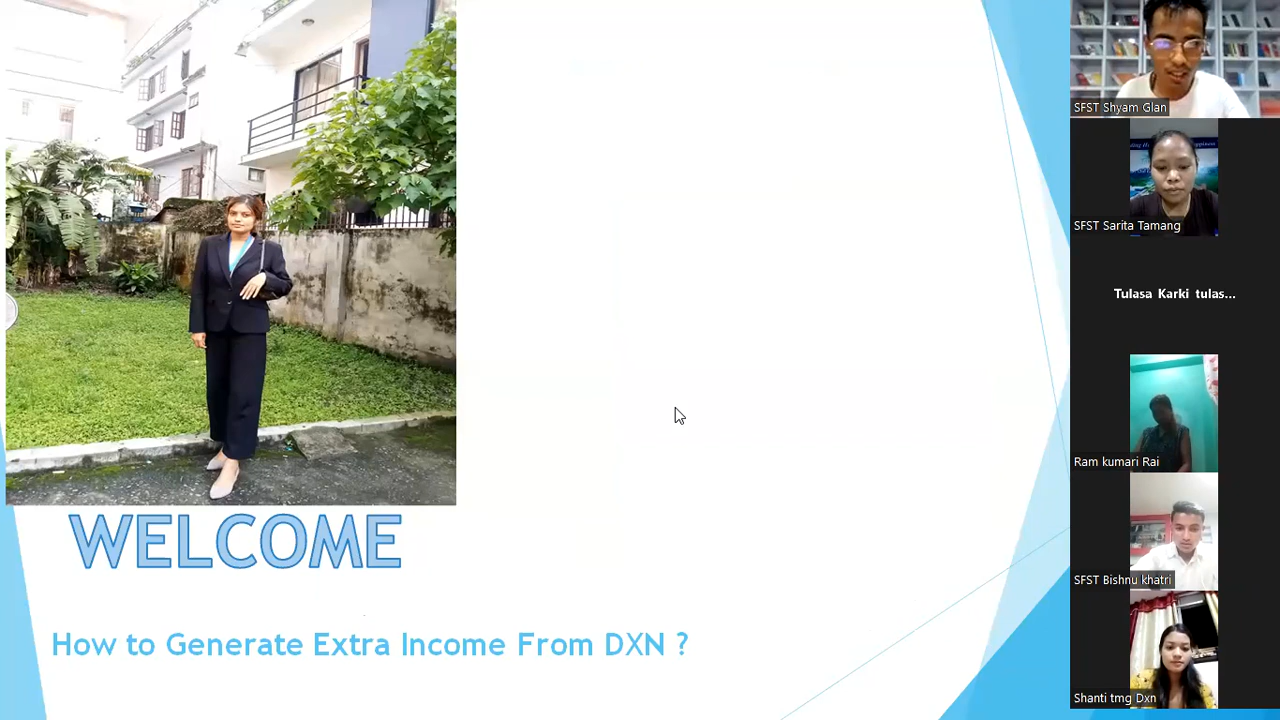 WELCOME
How to Generate Extra Income From DXN ?
SFST Shyam Glan
SFST Sarita Tamang
Tulasa Karki tulas...
Ram kumari Rai
SFST Bishnu khatri
Shanti tmg Dxn